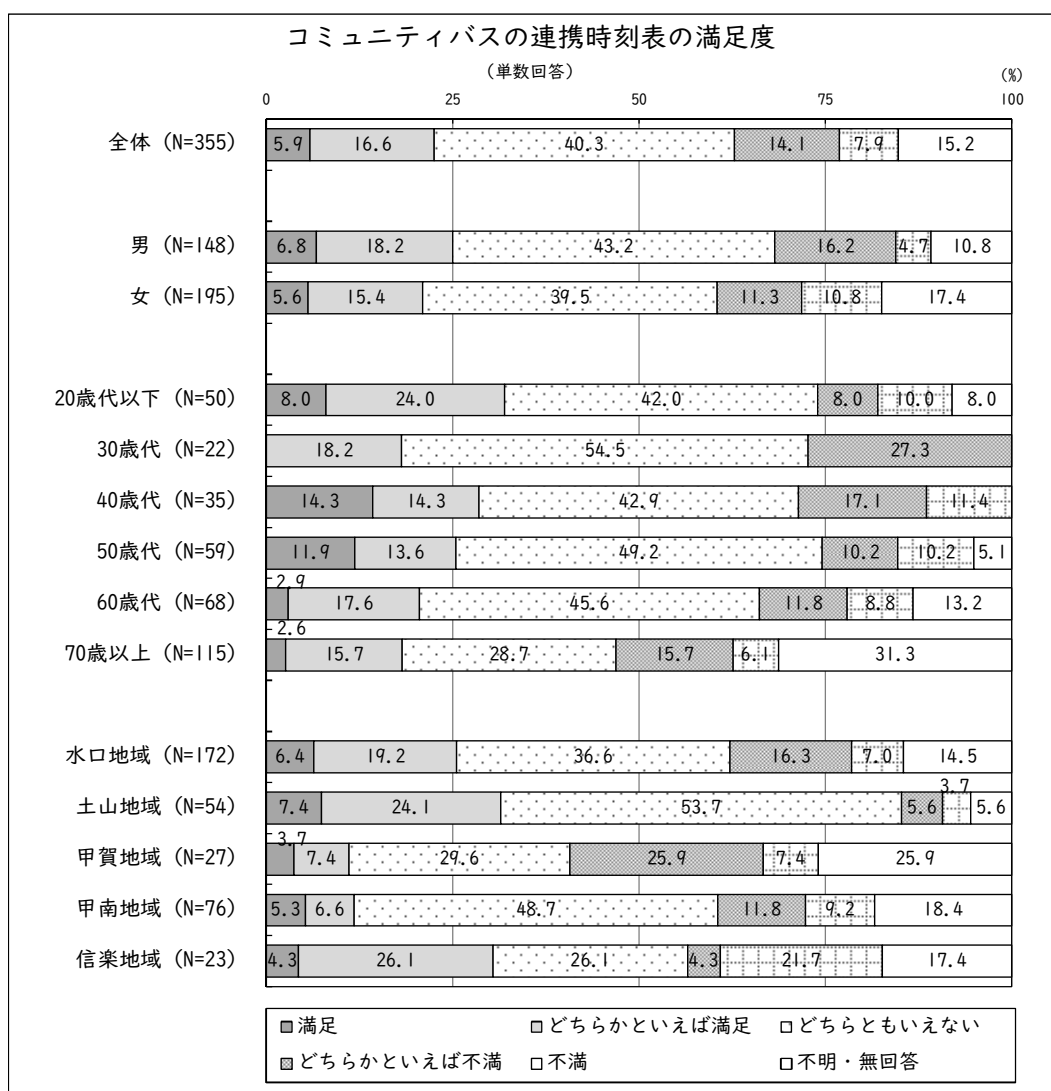 コミュニティバスの連携時刻表の満足度
(単数回答)
(%)
0 25 50 75 100
全体 (N=355) 5.9 16.6 40.3 14.1 7.9 15.2
男 (N=148) 6.8 18.2 43.2 16.2 4.7 10.8
女 (N=195) 5.6 15.4 39.5 11.3 10.8 17.4
20歳代以下 (N=50) 8.0 24.0 42.0 8.0 10.0 8.0
30歳代 (N=22) 18.2 54.5 27.3
40歳代 (N=35) 14.3 14.3 42.9 17.1 11.4
50歳代 (N=59) 11.9 13.6 49.2 10.2 10.2 5.1
60歳代 (N=68) 2.9 17.6 45.6 11.8 8.8 13.2
70歳以上 (N=115) 2.6 15.7 28.7 15.7 6.1 31.3
水口地域 (N=172) 6.4 19.2 36.6 16.3 7.0 14.5
土山地域 (N=54) 7.4 24.1 53.7 5.6 3.7 5.6
甲賀地域 (N=27) 3.7 7.4 29.6 25.9 7.4 25.9
甲南地域 (N=76) 5.3 6.6 48.7 11.8 9.2 18.4
信楽地域 (N=23) 4.3 26.1 26.1 4.3 21.7 17.4
満足 どちらかといえば満足 どちらともいえない
どちらかといえば不満 不満 不明・無回答